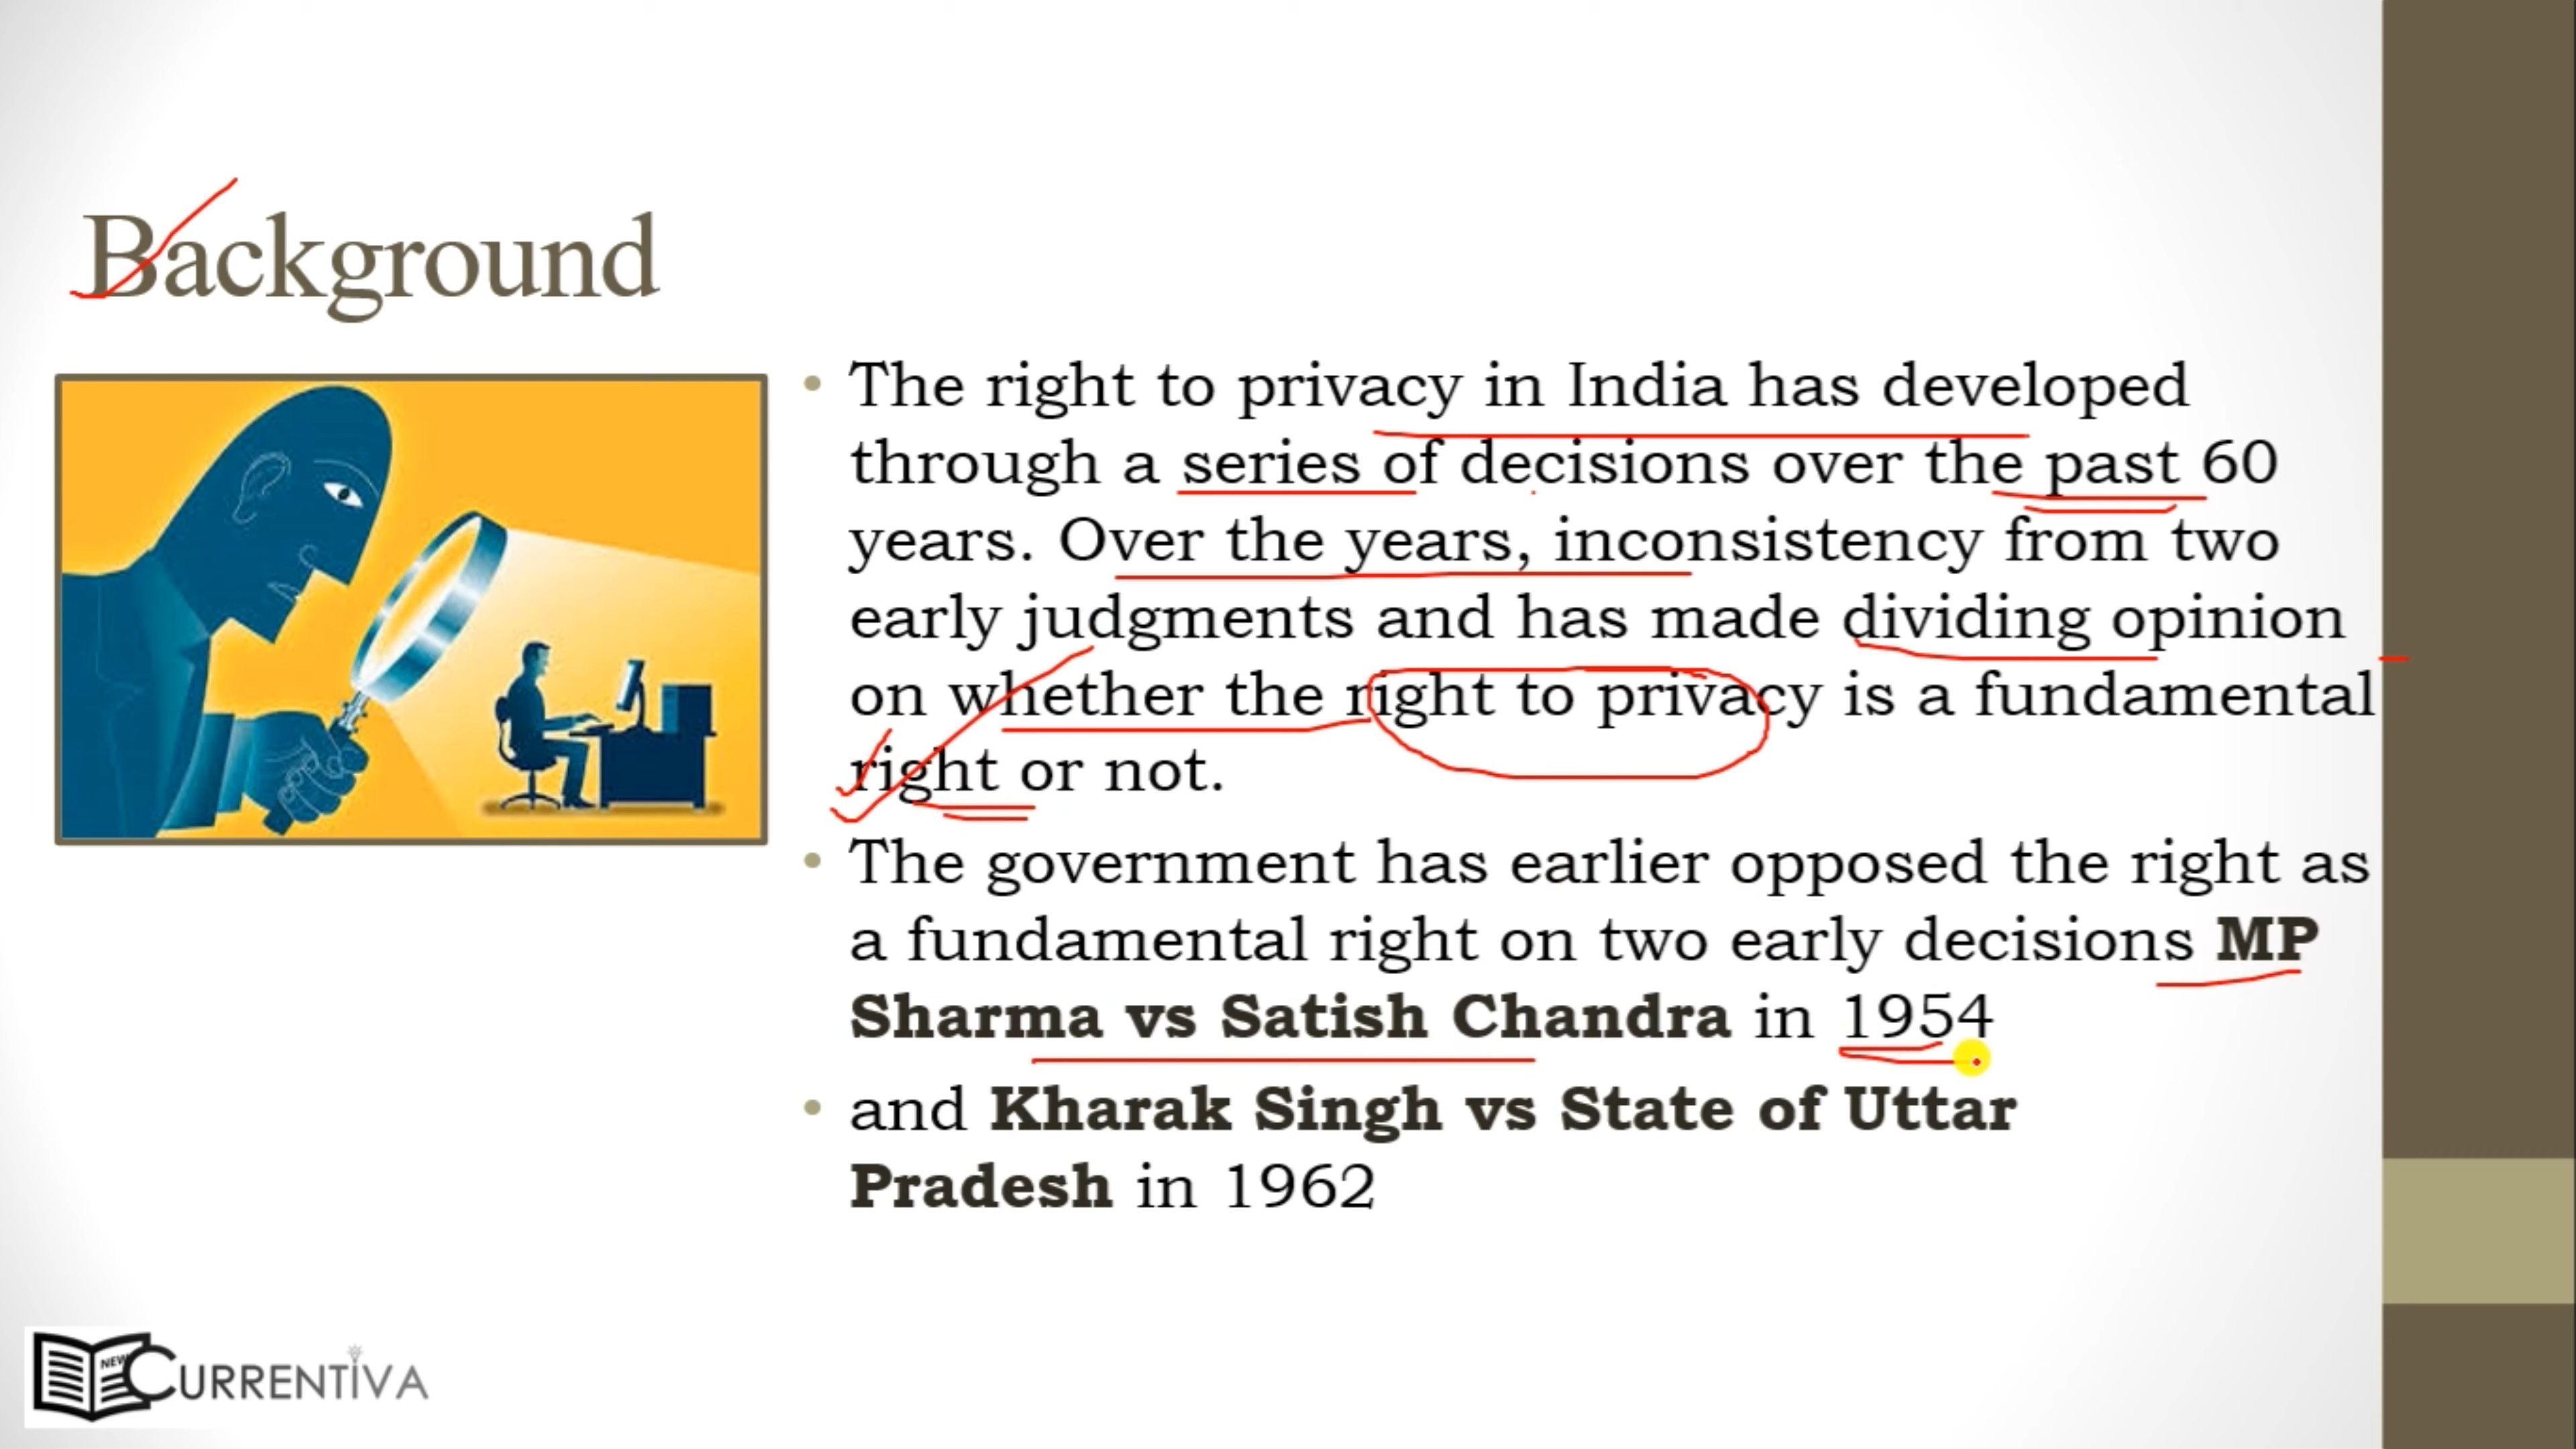 Background
• The right to privacy in India has developed
through a series of decisions over the past 60
years. Over the years, inconsistency from two
early judgments and has made dividing opinion
on whether the right to privacy is a fundamental
right or not.
• The government has earlier opposed the right as
a fundamental right on two early decisions MP
Sharma vs Satish Chandra in 1954
• and Kharak Singh vs State of Uttar
Pradesh in 1962
NEW
CURRENTIVA